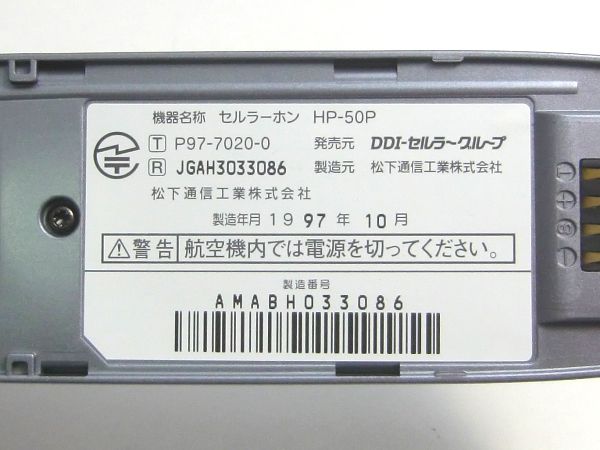 機器名称 セルラーホン HP-50P
T P97-7020-0 発売元 DDI-セルラーグループ
R JGAH3033086 製造元 松下通信工業株式会社
松下通信工業株式会社
製造年月 19 97 年 10 月
⚠警告 航空機内では電源を切ってください。
製造番号
AMABH033086